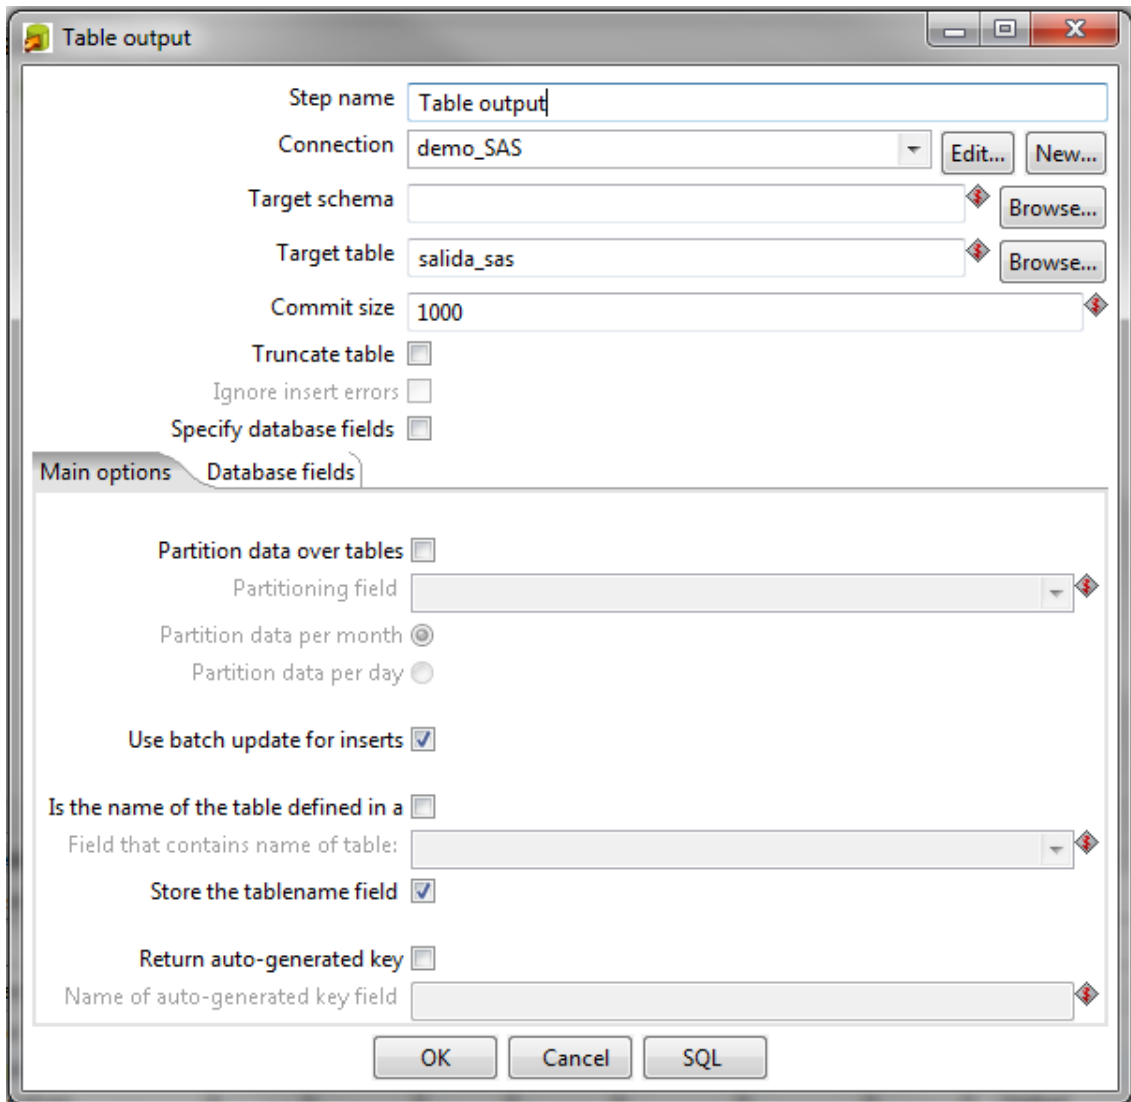 Table output
Step name Table output
Connection demo_SAS Edit... New...
Target schema Browse...
Target table salida_sas Browse...
Commit size 1000
Truncate table
Ignore insert errors
Specify database fields
Main options Database fields
Partition data over tables
Partitioning field
Partition data per month
Partition data per day
Use batch update for inserts
Is the name of the table defined in a
Field that contains name of table:
Store the tablename field
Return auto-generated key
Name of auto-generated key field
OK Cancel SQL